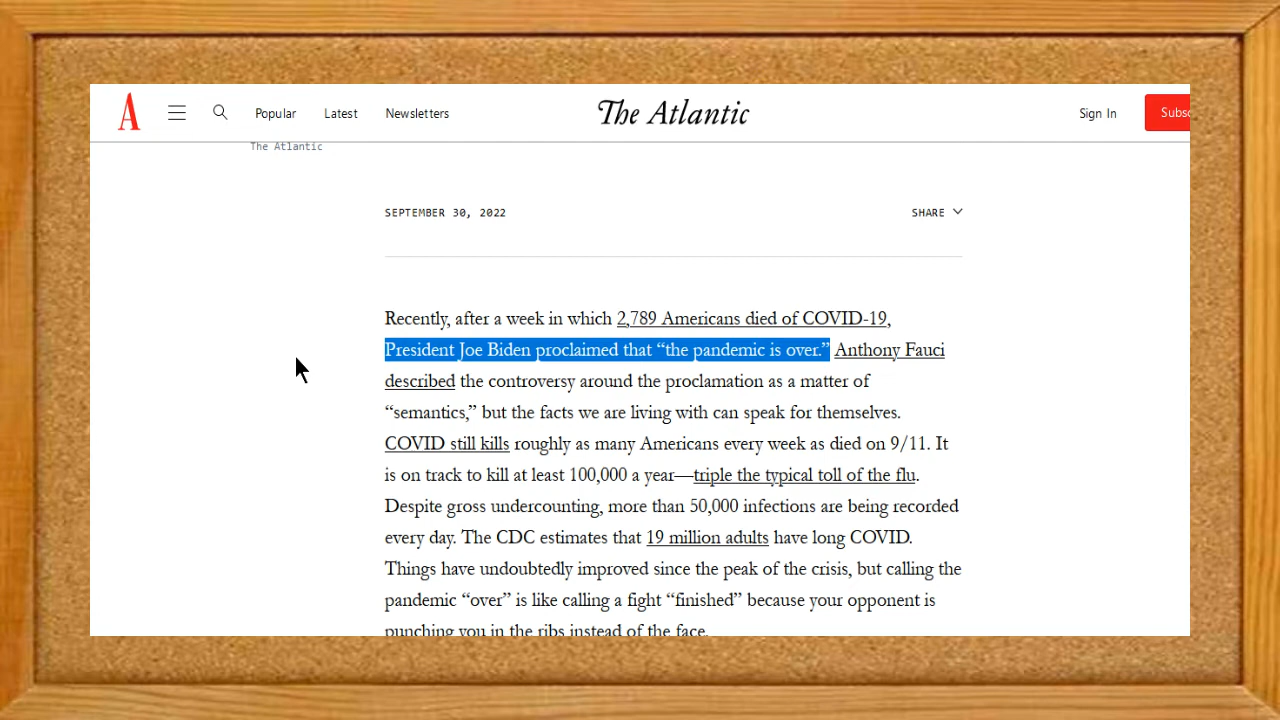 A
Popular
Latest
Newsletters
The Atlantic
Sign In
Subsc
The Atlantic
SEPTEMBER 30, 2022
SHARE
Recently, after a week in which 2,789 Americans died of COVID-19,
President Joe Biden proclaimed that “the pandemic is over.” Anthony Fauci
described the controversy around the proclamation as a matter of
“semantics,” but the facts we are living with can speak for themselves.
COVID still kills roughly as many Americans every week as died on 9/11. It
is on track to kill at least 100,000 a year—triple the typical toll of the flu.
Despite gross undercounting, more than 50,000 infections are being recorded
every day. The CDC estimates that 19 million adults have long COVID.
Things have undoubtedly improved since the peak of the crisis, but calling the
pandemic “over” is like calling a fight “finished” because your opponent is
punching you in the ribs instead of the face.